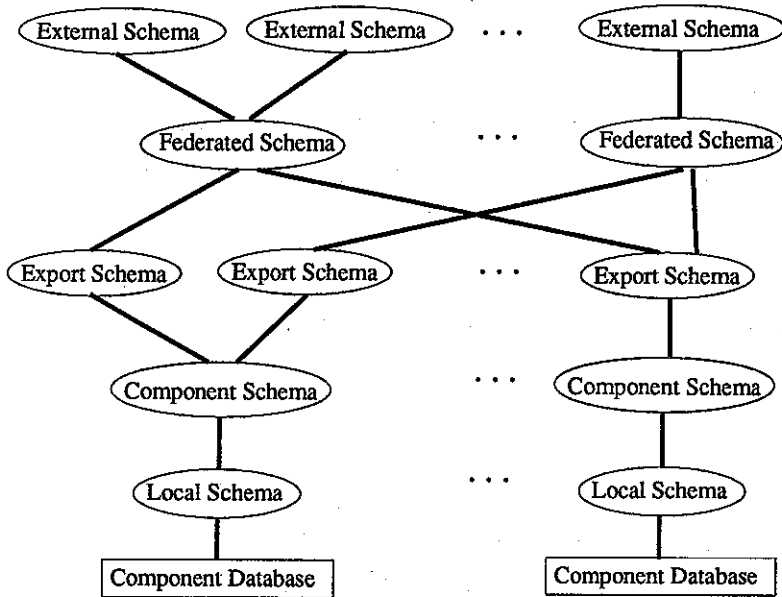 External Schema External Schema . . . External Schema
Federated Schema . . . Federated Schema
Export Schema Export Schema . . . Export Schema
Component Schema . . . Component Schema
Local Schema . . . Local Schema
Component Database Component Database